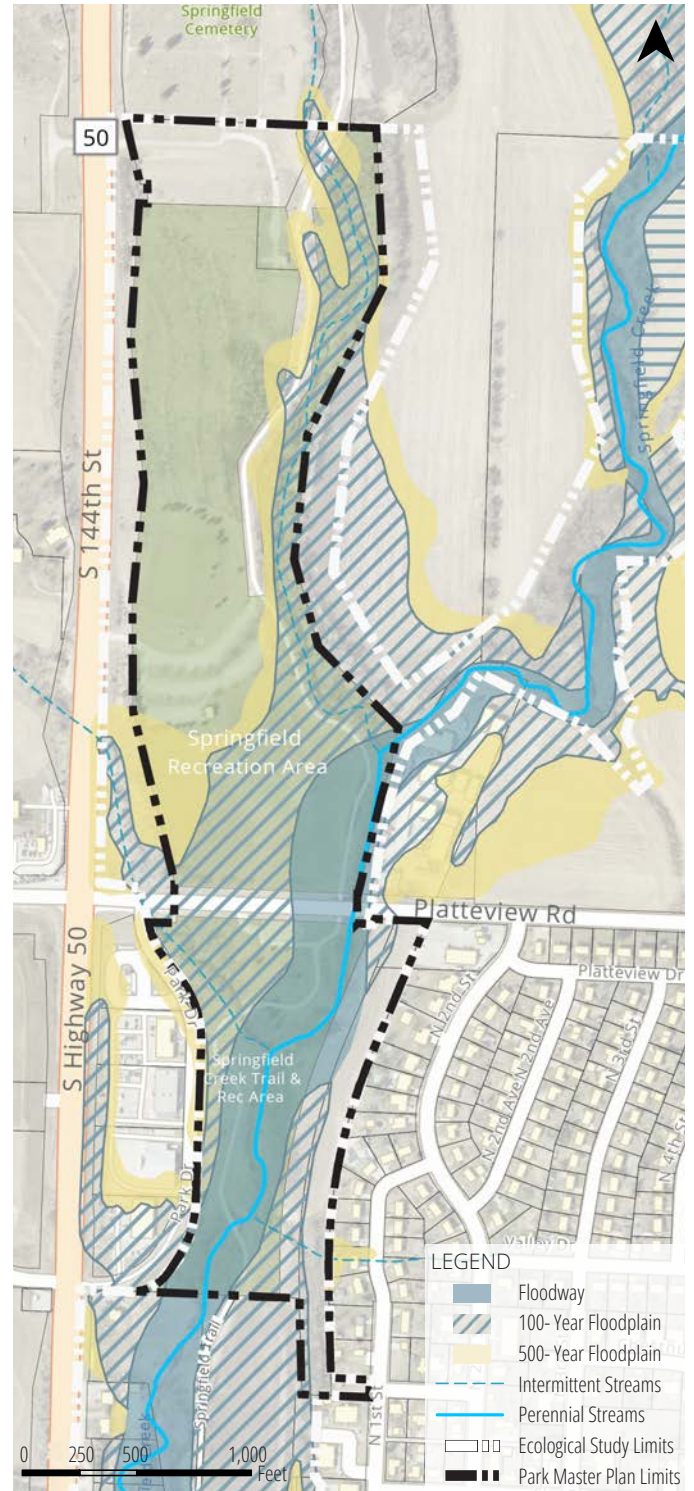 Springfield
Cemetery
50
Springfield Creek
S 144th St
Springfield
Recreation Area
Platteview Rd
S Highway 50
Park Dr
N 2nd St
Platteview Dr
N 2nd Ave
N 2nd Ave
N 3rd St
N 4th St
Springfield
Creek Trail &
Rec Area
Park Dr
Valley D
Springfield Trail
N 1st St
LEGEND
Floodway
100- Year Floodplain
500- Year Floodplain
Intermittent Streams
Perennial Streams
Ecological Study Limits
Park Master Plan Limits
0 250 500 1,000
Feet